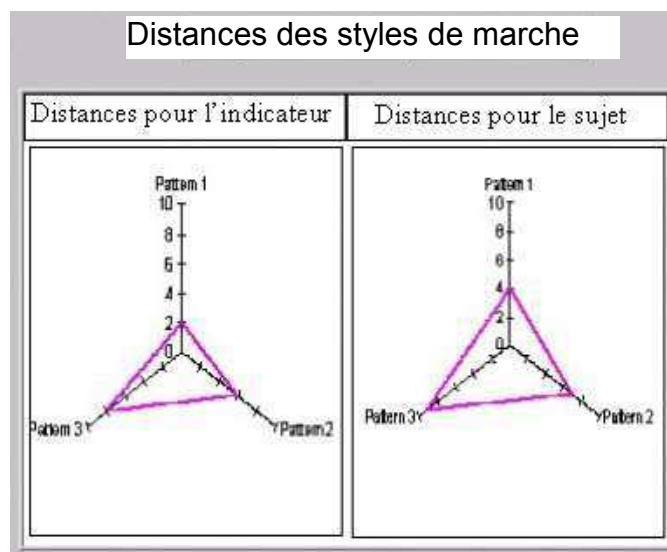 Distances des styles de marche
Distances pour l'indicateur
Distances pour le sujet
Pattern 1
10
8
6
4
2
0
Pattern 3
Pattern 2
Pattern 1
10
8
6
4
2
0
Pattern 3
Pattern 2